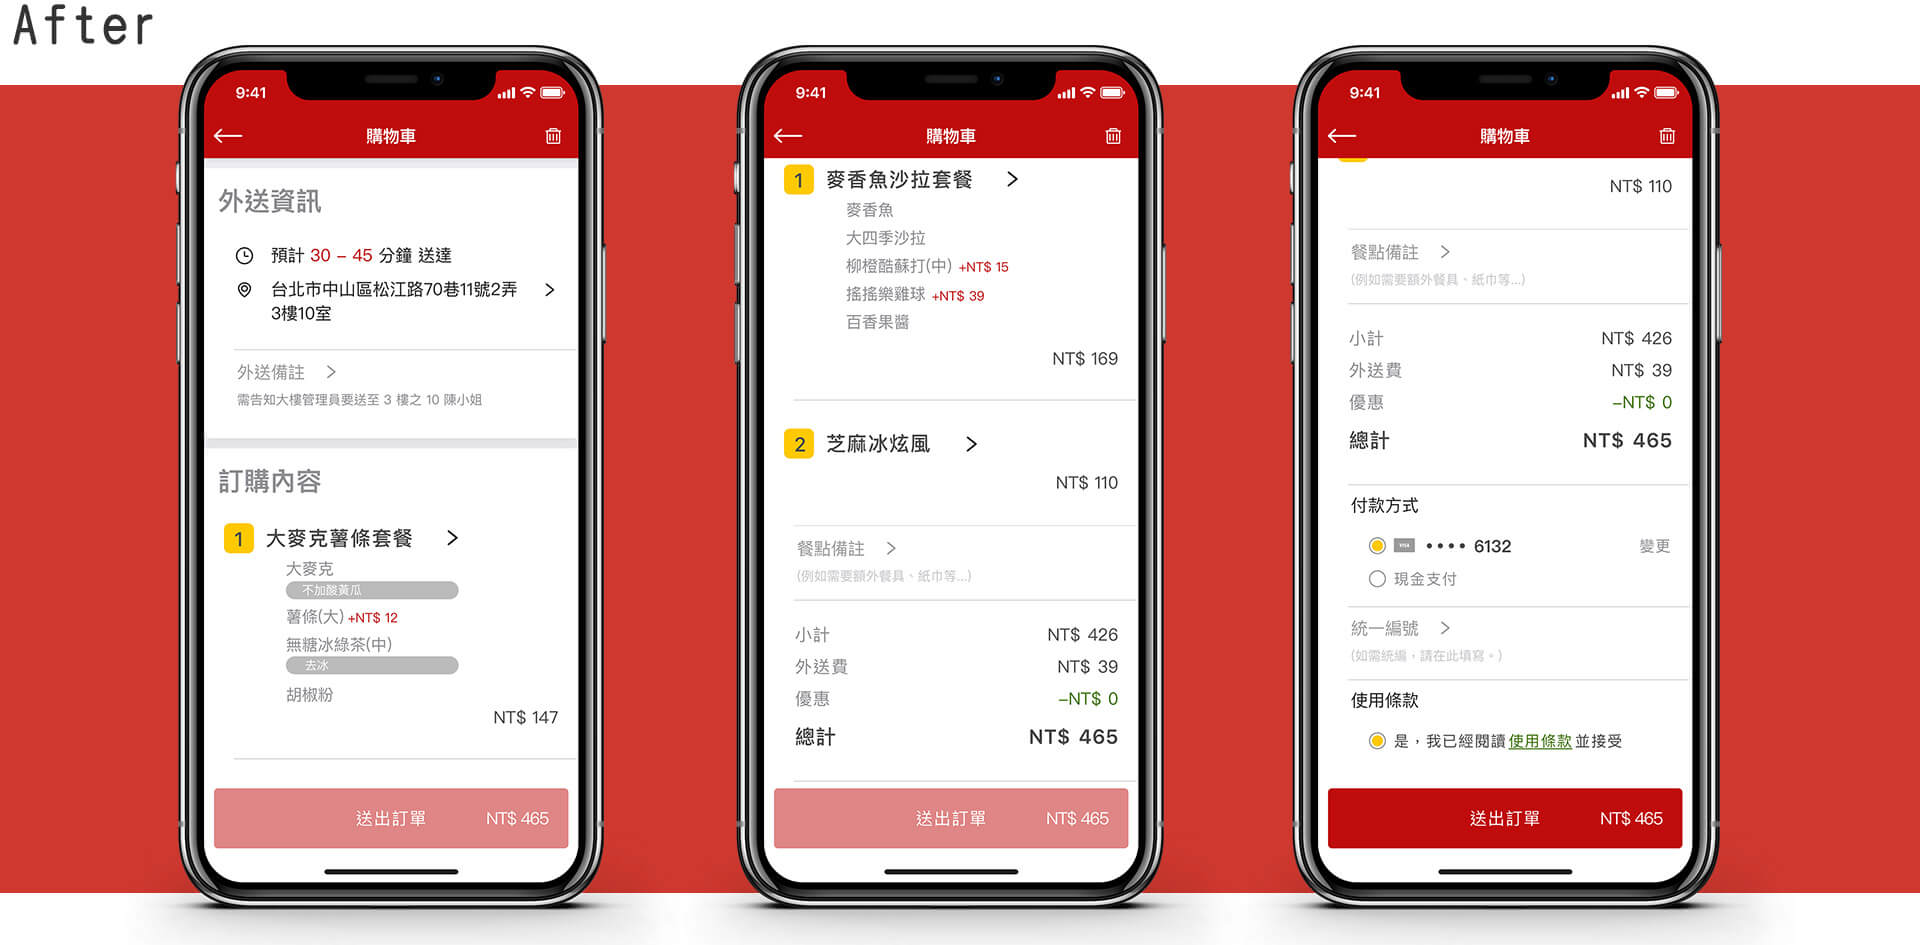 After
9:41
購物車
外送資訊
預計 30 – 45 分鐘 送達
台北市中山區松江路70巷11號2弄
3樓10室
外送備註
需告知大樓管理員要送至 3 樓之 10 陳小姐
訂購內容
1 大麥克薯條套餐
大麥克
不加酸黃瓜
薯條(大) +NT$ 12
無糖冰綠茶(中)
去冰
胡椒粉
NT$ 147
送出訂單 NT$ 465
9:41
購物車
1 麥香魚沙拉套餐
麥香魚
大四季沙拉
柳橙酷蘇打(中) +NT$ 15
搖搖樂雞球 +NT$ 39
百香果醬
NT$ 169
2 芝麻冰炫風
NT$ 110
餐點備註
(例如需要額外餐具、紙巾等...)
小計 NT$ 426
外送費 NT$ 39
優惠 –NT$ 0
總計 NT$ 465
送出訂單 NT$ 465
9:41
購物車
NT$ 110
餐點備註
(例如需要額外餐具、紙巾等...)
小計 NT$ 426
外送費 NT$ 39
優惠 –NT$ 0
總計 NT$ 465
付款方式
VISA •••• 6132 變更
現金支付
統一編號
(如需統編，請在此填寫。)
使用條款
是，我已經閱讀使用條款並接受
送出訂單 NT$ 465